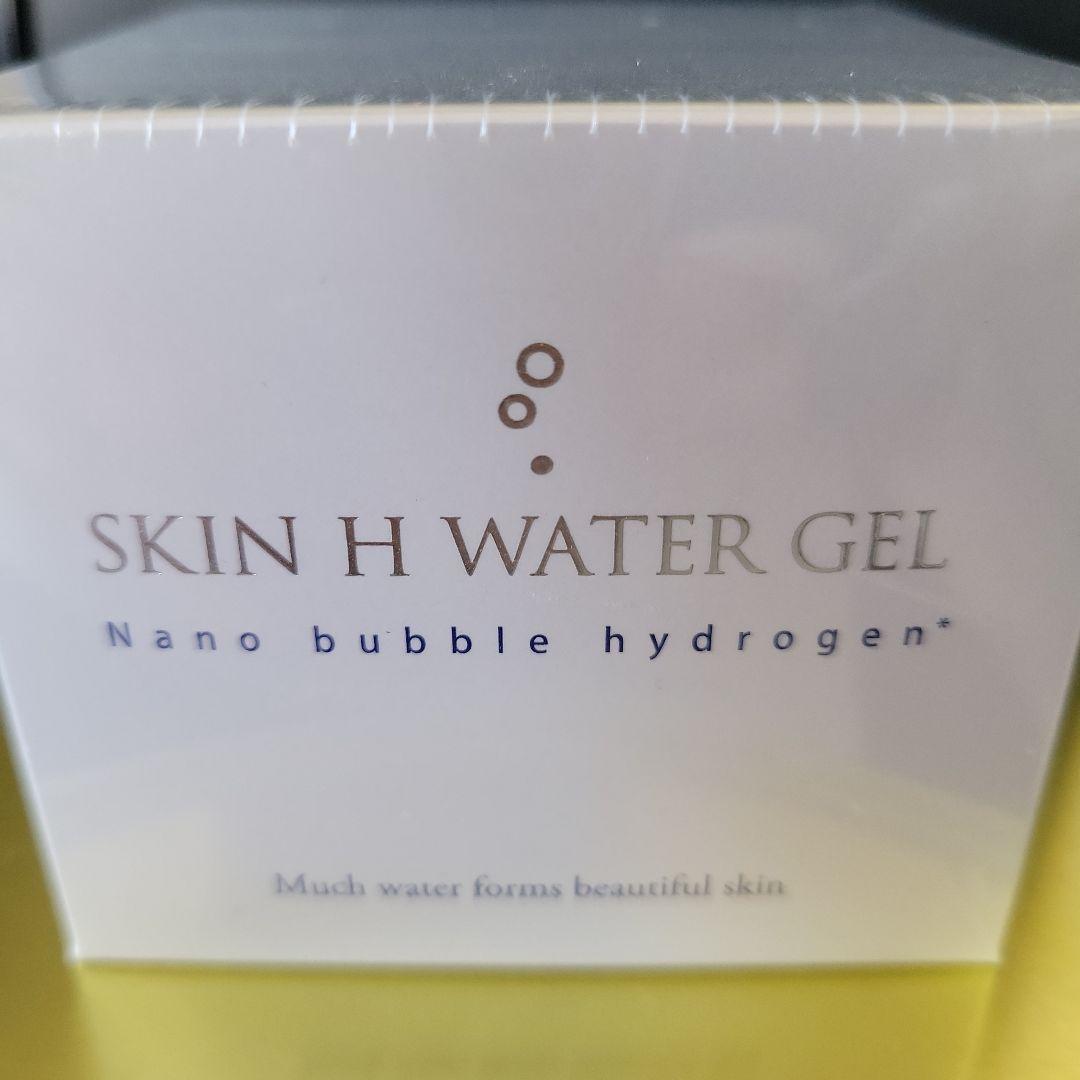 SKIN H WATER GEL
Nano bubble hydrogen*
Much water forms beautiful skin